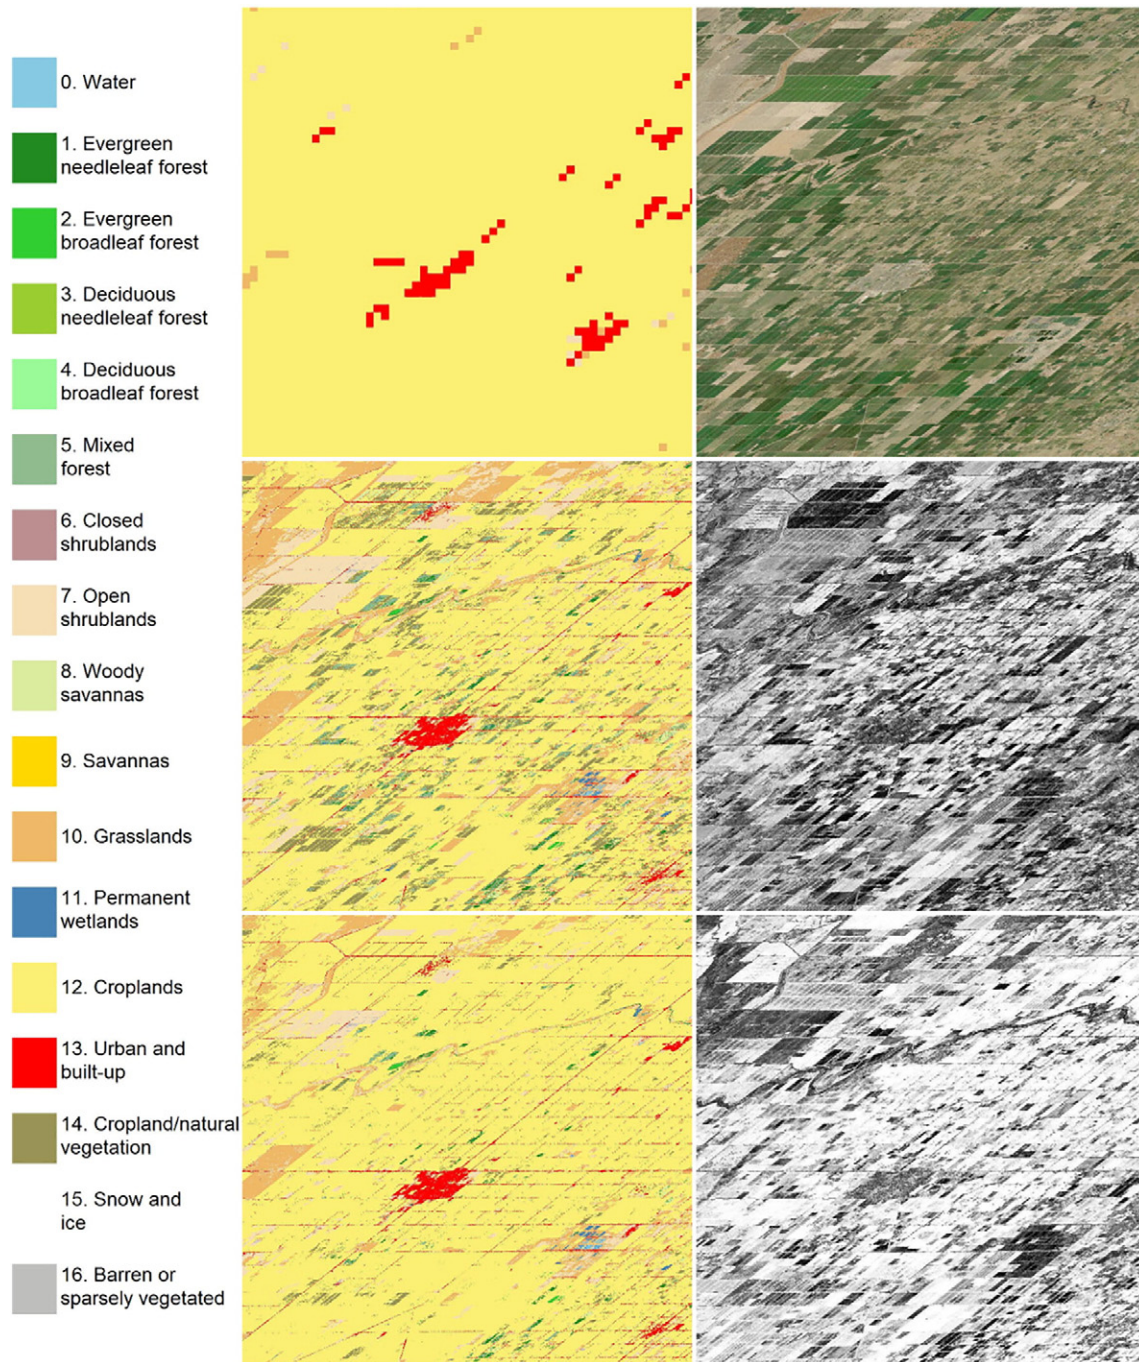 0. Water
1. Evergreen
needleleaf forest
2. Evergreen
broadleaf forest
3. Deciduous
needleleaf forest
4. Deciduous
broadleaf forest
5. Mixed
forest
6. Closed
shrublands
7. Open
shrublands
8. Woody
savannas
9. Savannas
10. Grasslands
11. Permanent
wetlands
12. Croplands
13. Urban and
built-up
14. Cropland/natural
vegetation
15. Snow and
ice
16. Barren or
sparsely vegetated